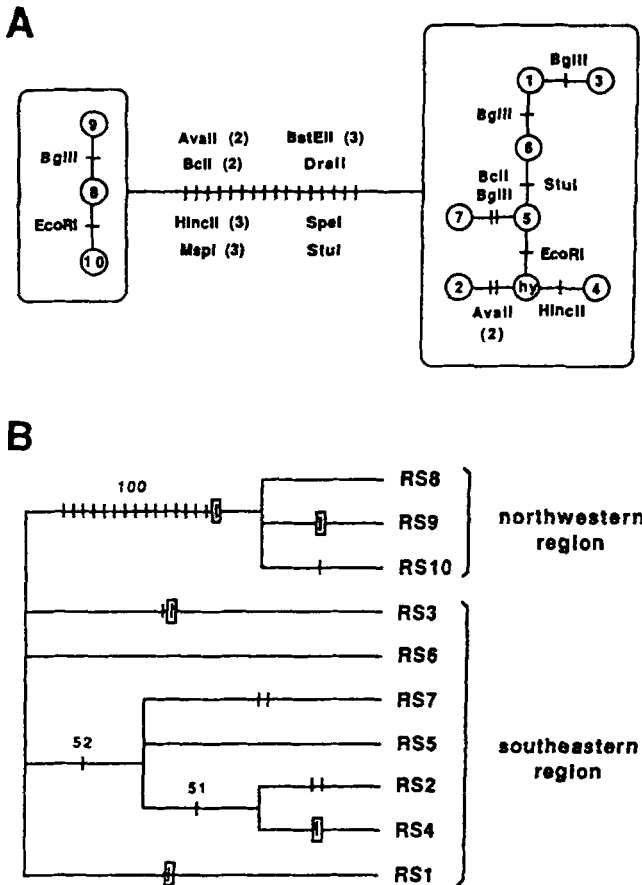 A
BglII
1
3
9
AvaII (2)
BstEII (3)
BglII
BclI (2)
DraII
6
BglII
8
BclI
StuI
BglII
EcoRI
HincII (3)
SpeI
7
5
MspI (3)
StuI
EcoRI
10
2
hy
4
AvaII
HincII
(2)
B
100
RS8
RS9
northwestern
region
RS10
RS3
RS6
RS7
52
RS5
southeastern
region
51
RS2
RS4
RS1